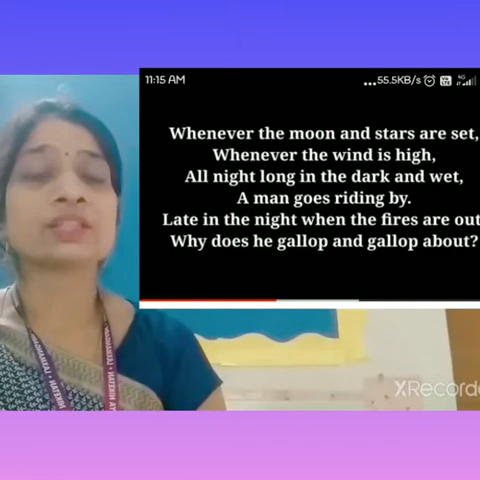 11:15 AM
...55.5KB/s
4G
Whenever the moon and stars are set,
Whenever the wind is high,
All night long in the dark and wet,
A man goes riding by.
Late in the night when the fires are out
Why does he gallop and gallop about?
XRecorde